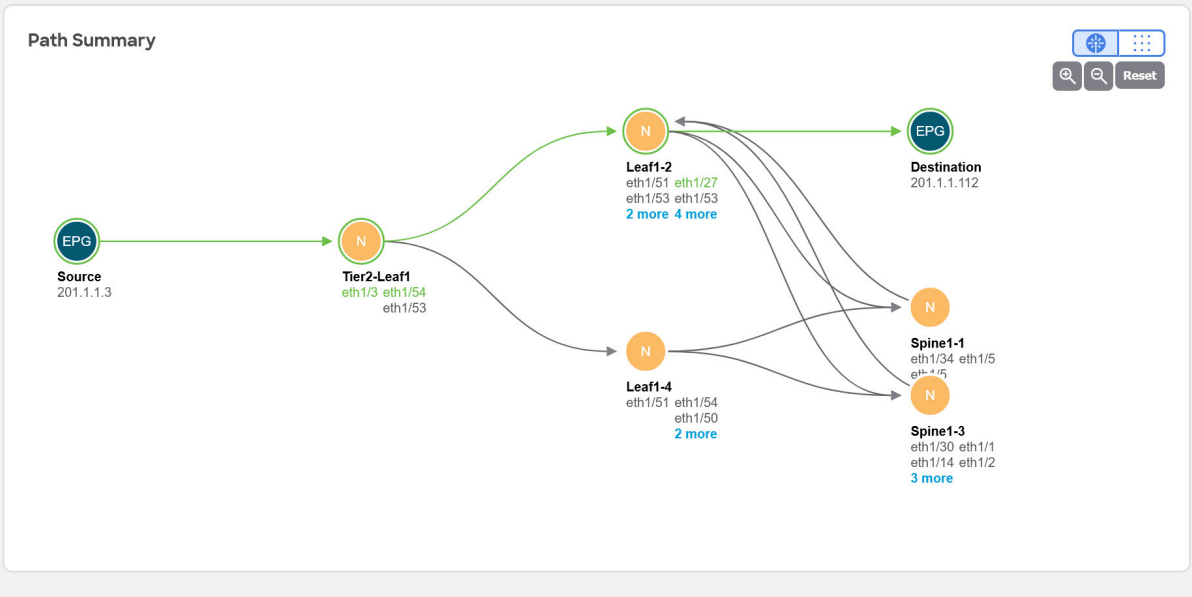 Path Summary
Reset
N
EPG
Leaf1-2
eth1/51 eth1/27
eth1/53 eth1/53
2 more 4 more
Destination
201.1.1.112
EPG
Source
201.1.1.3
N
Tier2-Leaf1
eth1/3 eth1/54
eth1/53
N
Leaf1-4
eth1/51 eth1/54
eth1/50
2 more
N
Spine1-1
eth1/34 eth1/5
eth1/5
N
Spine1-3
eth1/30 eth1/1
eth1/14 eth1/2
3 more